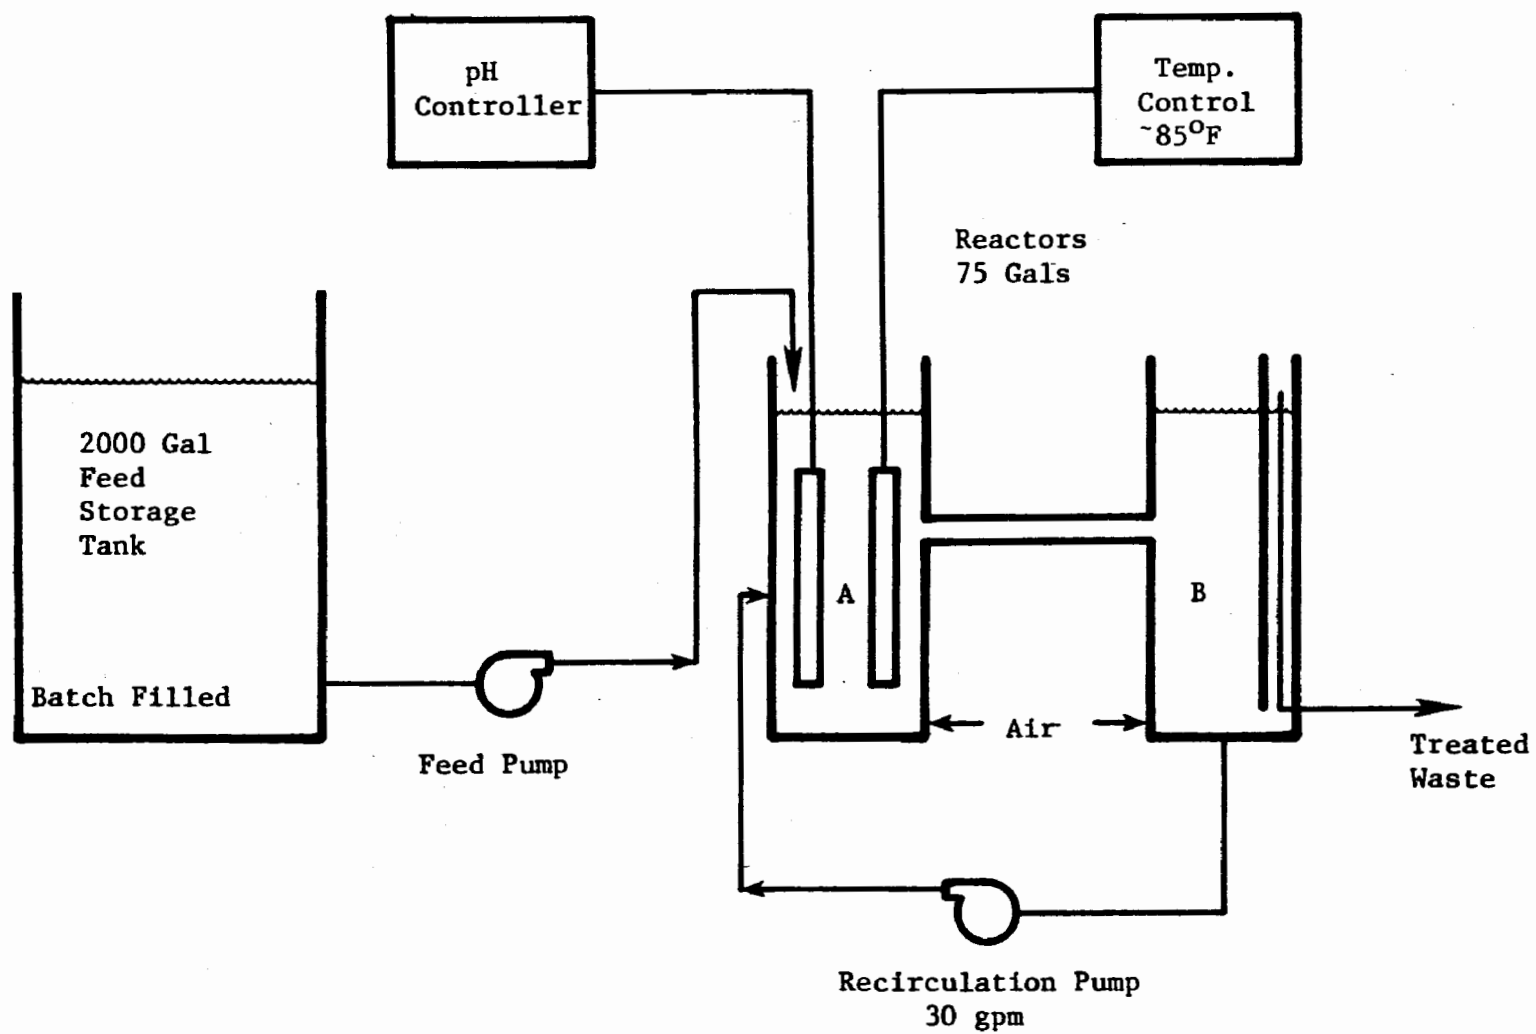 pH
Controller
Temp.
Control
~85°F
Reactors
75 Gals
2000 Gal
Feed
Storage
Tank
Batch Filled
Feed Pump
A
B
Air
Treated
Waste
Recirculation Pump
30 gpm